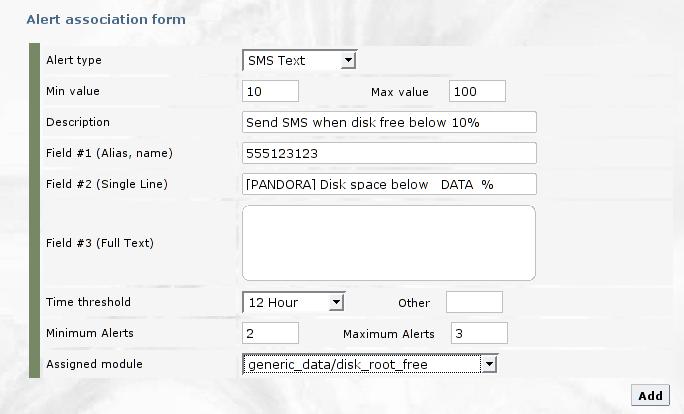 Alert association form
Alert type SMS Text
Min value 10 Max value 100
Description Send SMS when disk free below 10%
Field #1 (Alias, name) 555123123
Field #2 (Single Line) [PANDORA] Disk space below _DATA_%
Field #3 (Full Text)
Time threshold 12 Hour Other
Minimum Alerts 2 Maximum Alerts 3
Assigned module generic_data/disk_root_free
Add